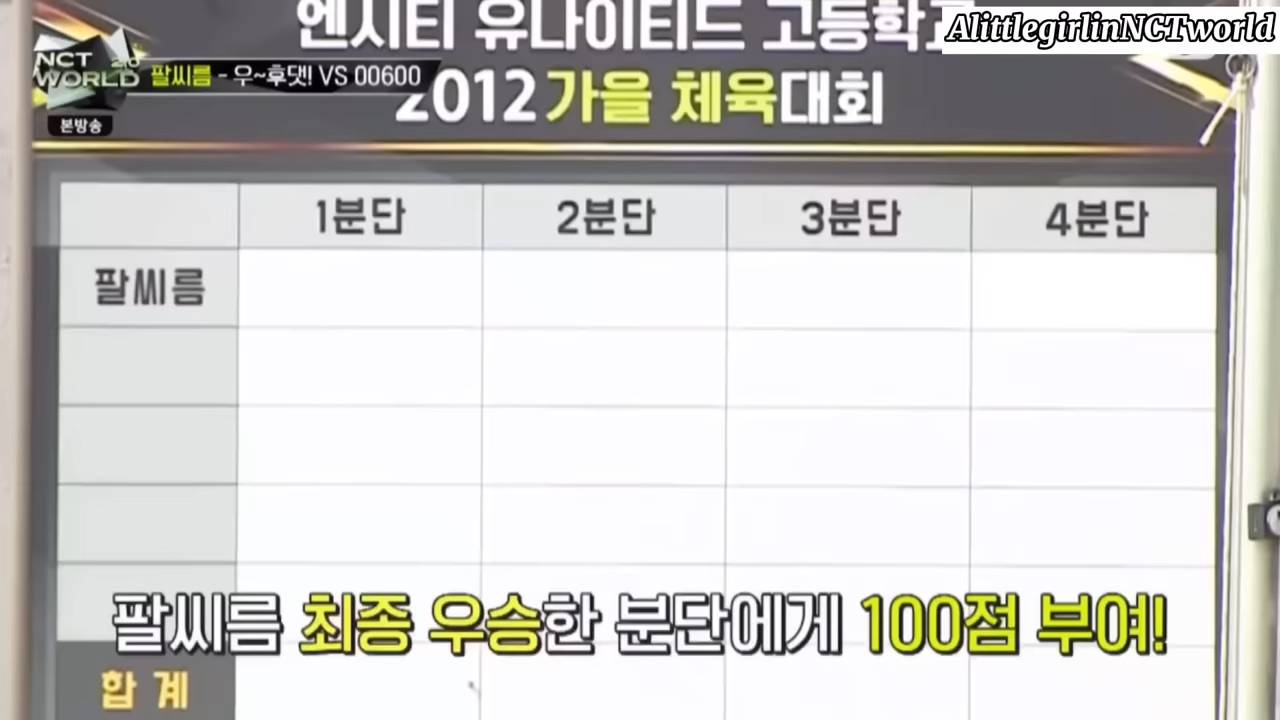 엔시티 유나이티드 고등학교
AlittlegirlinNCTworld
NCT WORLD 2.0
팔씨름 - 우~후댓! VS 00600
2012 가을 체육대회
본방송
1분단 2분단 3분단 4분단
팔씨름
팔씨름 최종 우승한 분단에게 100점 부여!
합 계